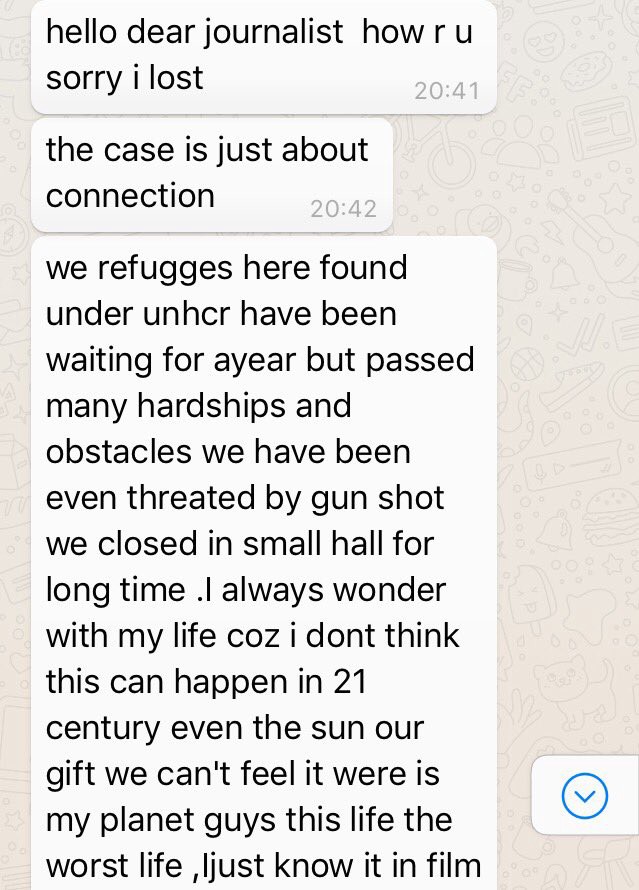 hello dear journalist how r u
sorry i lost
20:41
the case is just about
connection
20:42
we refugges here found
under unhcr have been
waiting for ayear but passed
many hardships and
obstacles we have been
even threated by gun shot
we closed in small hall for
long time .I always wonder
with my life coz i dont think
this can happen in 21
century even the sun our
gift we can't feel it were is
my planet guys this life the
worst life ,Ijust know it in film